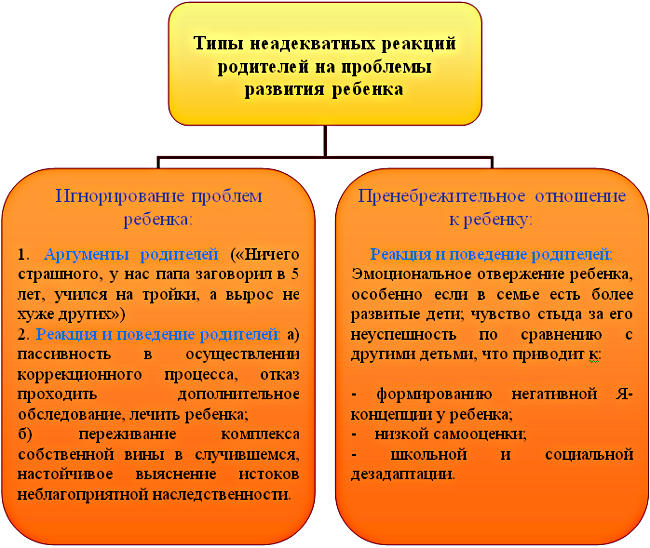 Типы неадекватных реакций
родителей на проблемы
развития ребенка
Игнорирование проблем
ребенка:
1. Аргументы родителей («Ничего
страшного, у нас папа заговорил в 5
лет, учился на тройки, а вырос не
хуже других»)
2. Реакция и поведение родителей: а)
пассивность в осуществлении
коррекционного процесса, отказ
проходить дополнительное
обследование, лечить ребенка;
б) переживание комплекса
собственной вины в случившемся,
настойчивое выяснение истоков
неблагоприятной наследственности.
Пренебрежительное отношение
к ребенку:
Реакция и поведение родителей:
Эмоциональное отвержение ребенка,
особенно если в семье есть более
развитые дети; чувство стыда за его
неуспешность по сравнению с
другими детьми, что приводит к:
- формированию негативной Я-
концепции у ребенка;
- низкой самооценки;
- школьной и социальной
дезадаптации.